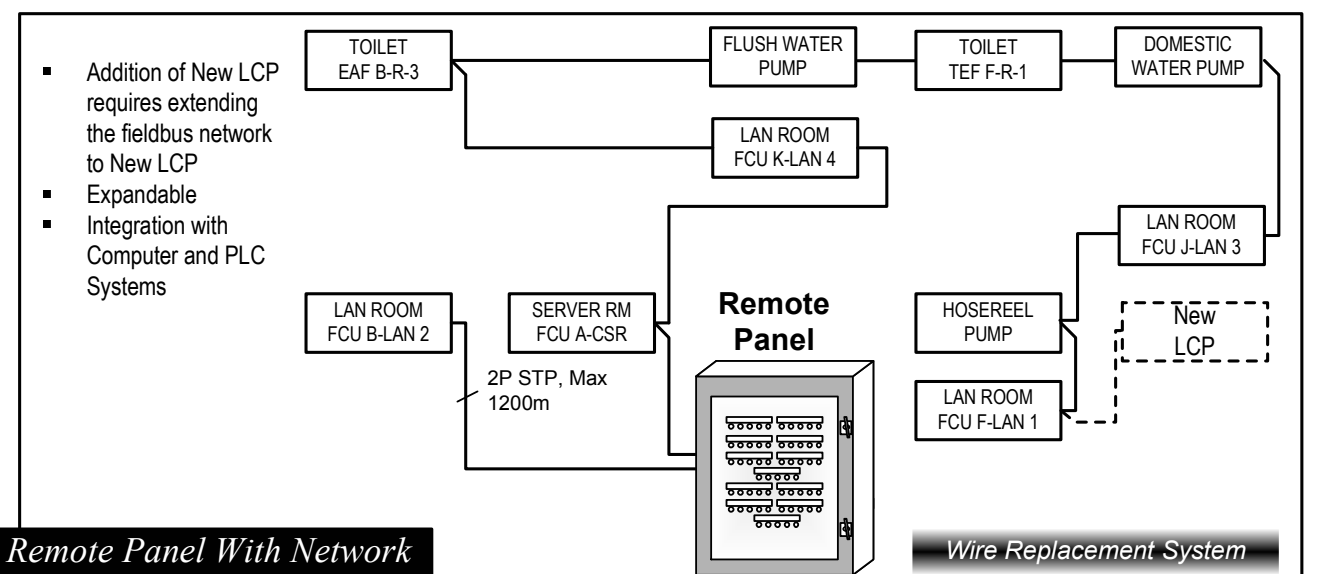 ▪ Addition of New LCP
requires extending
the fieldbus network
to New LCP
▪ Expandable
▪ Integration with
Computer and PLC
Systems
TOILET
EAF B-R-3
FLUSH WATER
PUMP
TOILET
TEF F-R-1
DOMESTIC
WATER PUMP
LAN ROOM
FCU K-LAN 4
LAN ROOM
FCU J-LAN 3
LAN ROOM
FCU B-LAN 2
SERVER RM
FCU A-CSR
Remote
Panel
HOSEREEL
PUMP
New
LCP
2P STP, Max
1200m
LAN ROOM
FCU F-LAN 1
Remote Panel With Network
Wire Replacement System